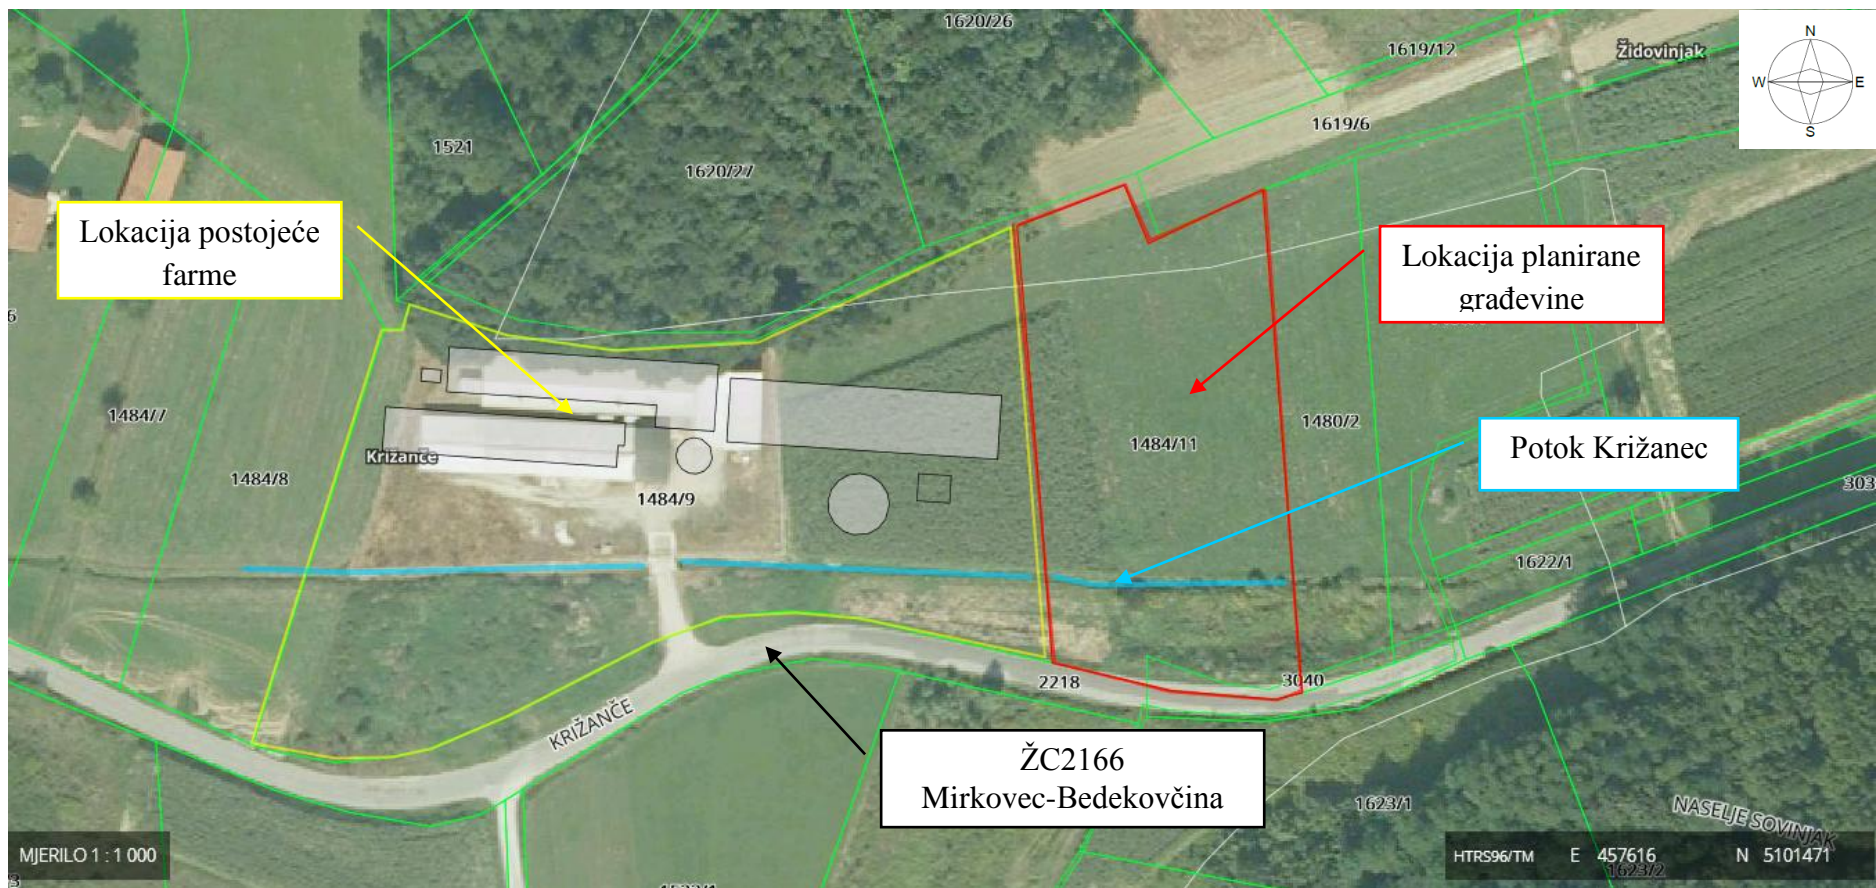 1620/26
N
1619/12
Židovinjak
W
E
1619/6
S
1521
1620/27
Lokacija postojeće
farme
Lokacija planirane
građevine
6
1484/7
1480/2
1484/11
Potok Križanec
Križanče
1484/8
1484/9
303
1622/1
2218
3040
KRIŽANČE
ŽC2166
Mirkovec-Bedekovčina
1623/1
NASELJE SOVINJAK
MJERILO 1 : 1 000
HTRS96/TM E 457616 N 5101471
1623/2